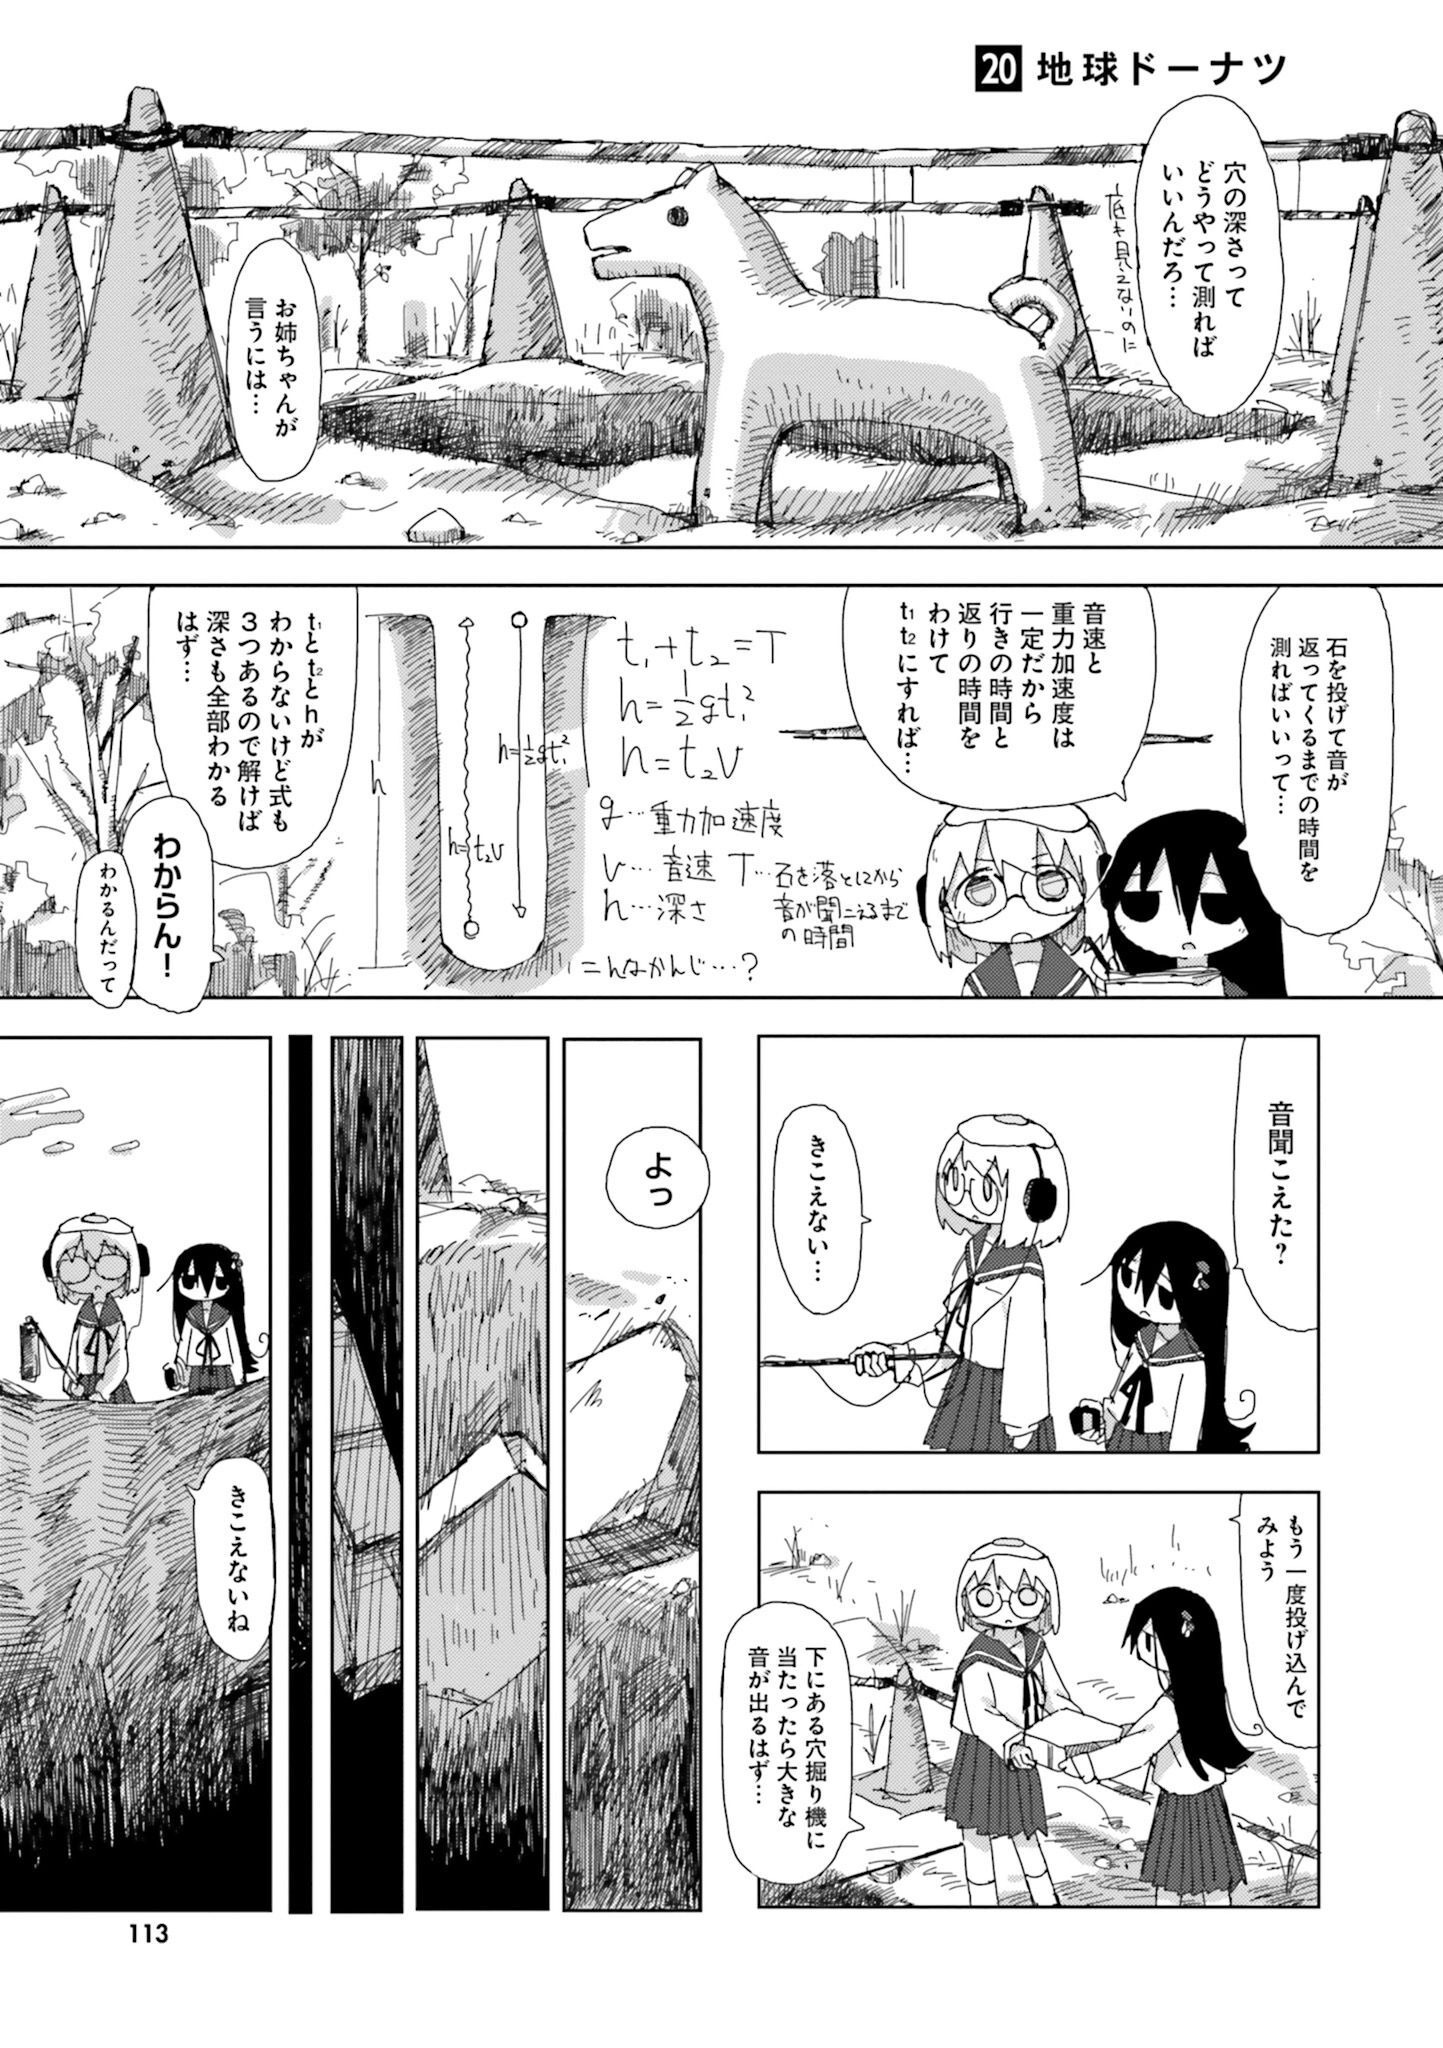 20 地球ドーナツ
穴の深さって
どうやって測れば
いいんだろ…
底も見えないのに
お姉ちゃんが
言うには…
石を投げて音が
返ってくるまでの時間を
測ればいいって…
音速と
重力加速度は
一定だから
行きの時間と
返りの時間を
わけて
t₁t₂にすれば…
t₁+t₂=T
h=½gt₁²
h=t₂v
g…重力加速度
v…音速
T…石を落としてから
音が聞こえるまで
の時間
h…深さ
こんなかんじ…?
h=½gt₁²
h=t₂v
h
t₁とt₂とhが
わからないけど式も
3つあるので解けば
深さも全部わかる
はず…
わからん!
わかるんだって
音聞こえた?
きこえない…
もう一度投げ込んで
みよう
下にある穴掘り機に
当たったら大きな
音が出るはず…
よっ
きこえないね
113